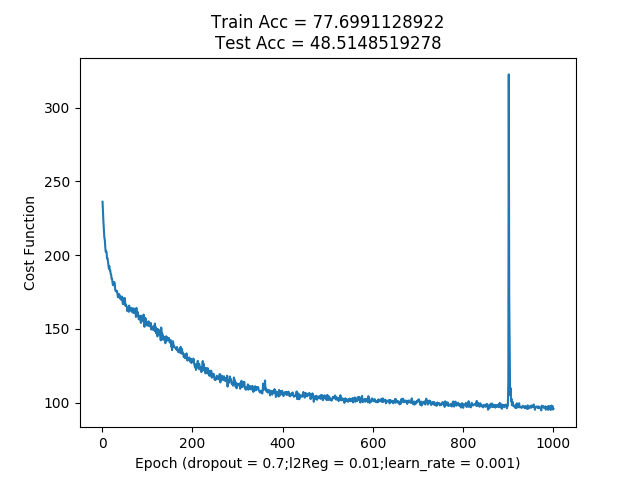 Train Acc = 77.6991128922
Test Acc = 48.5148519278
Cost Function
300
250
200
150
100
0 200 400 600 800 1000
Epoch (dropout = 0.7;l2Reg = 0.01;learn_rate = 0.001)